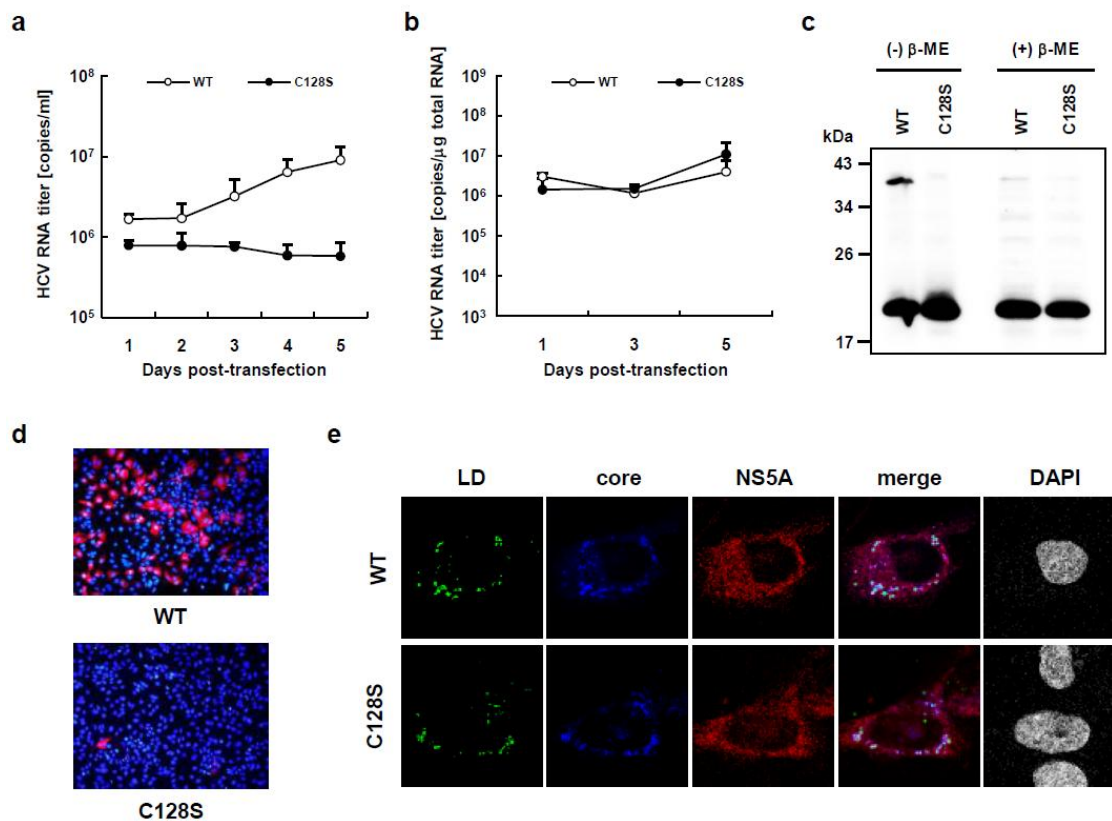 a
HCV RNA titer [copies/ml]
10⁸
10⁷
10⁶
10⁵
WT
C128S
1 2 3 4 5
Days post-transfection
b
HCV RNA titer [copies/μg total RNA]
10⁹
10⁸
10⁷
10⁶
10⁵
10⁴
10³
WT
C128S
1 3 5
Days post-transfection
c
(-) β-ME (+) β-ME
WT C128S WT C128S
kDa
43
34
26
17
d
WT
C128S
e
LD core NS5A merge DAPI
WT
C128S